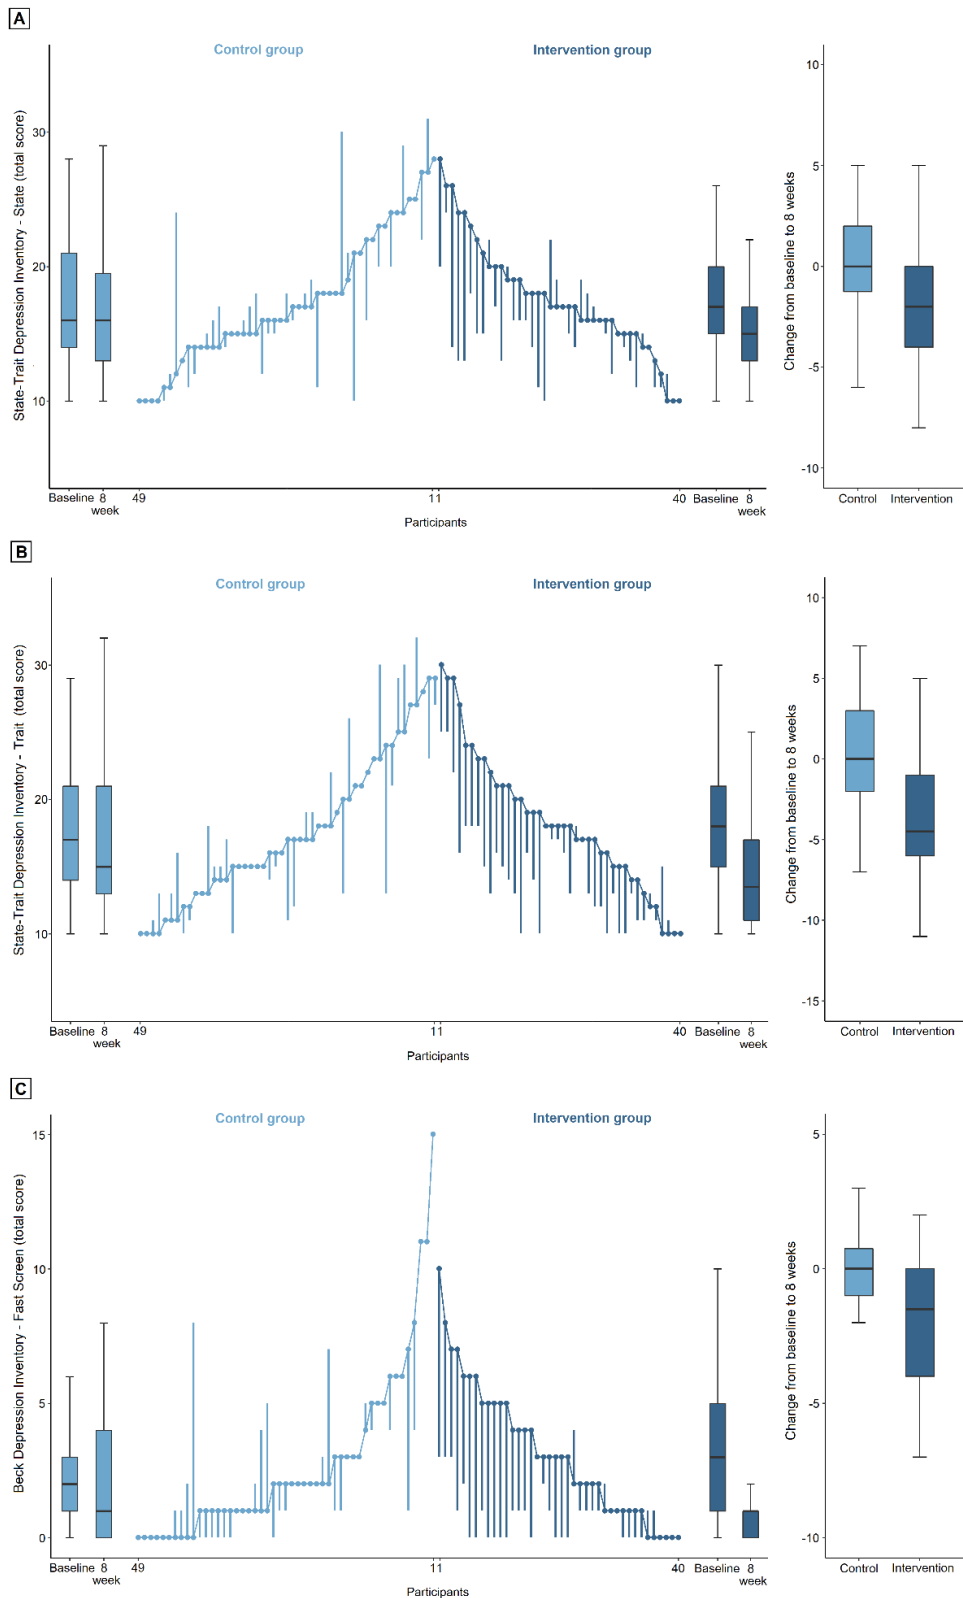 A
Control group
Intervention group
State-Trait Depression Inventory - State (total score)
30
20
10
Baseline
8
week
49
11
40
Baseline
8
week
Participants
Change from baseline to 8 weeks
10
5
0
-5
-10
Control
Intervention
B
Control group
Intervention group
State-Trait Depression Inventory - Trait (total score)
30
20
10
Baseline
8
week
49
11
40
Baseline
8
week
Participants
Change from baseline to 8 weeks
10
5
0
-5
-10
-15
Control
Intervention
C
Control group
Intervention group
Beck Depression Inventory - Fast Screen (total score)
15
10
5
0
Baseline
8
week
49
11
40
Baseline
8
week
Participants
Change from baseline to 8 weeks
5
0
-5
-10
Control
Intervention